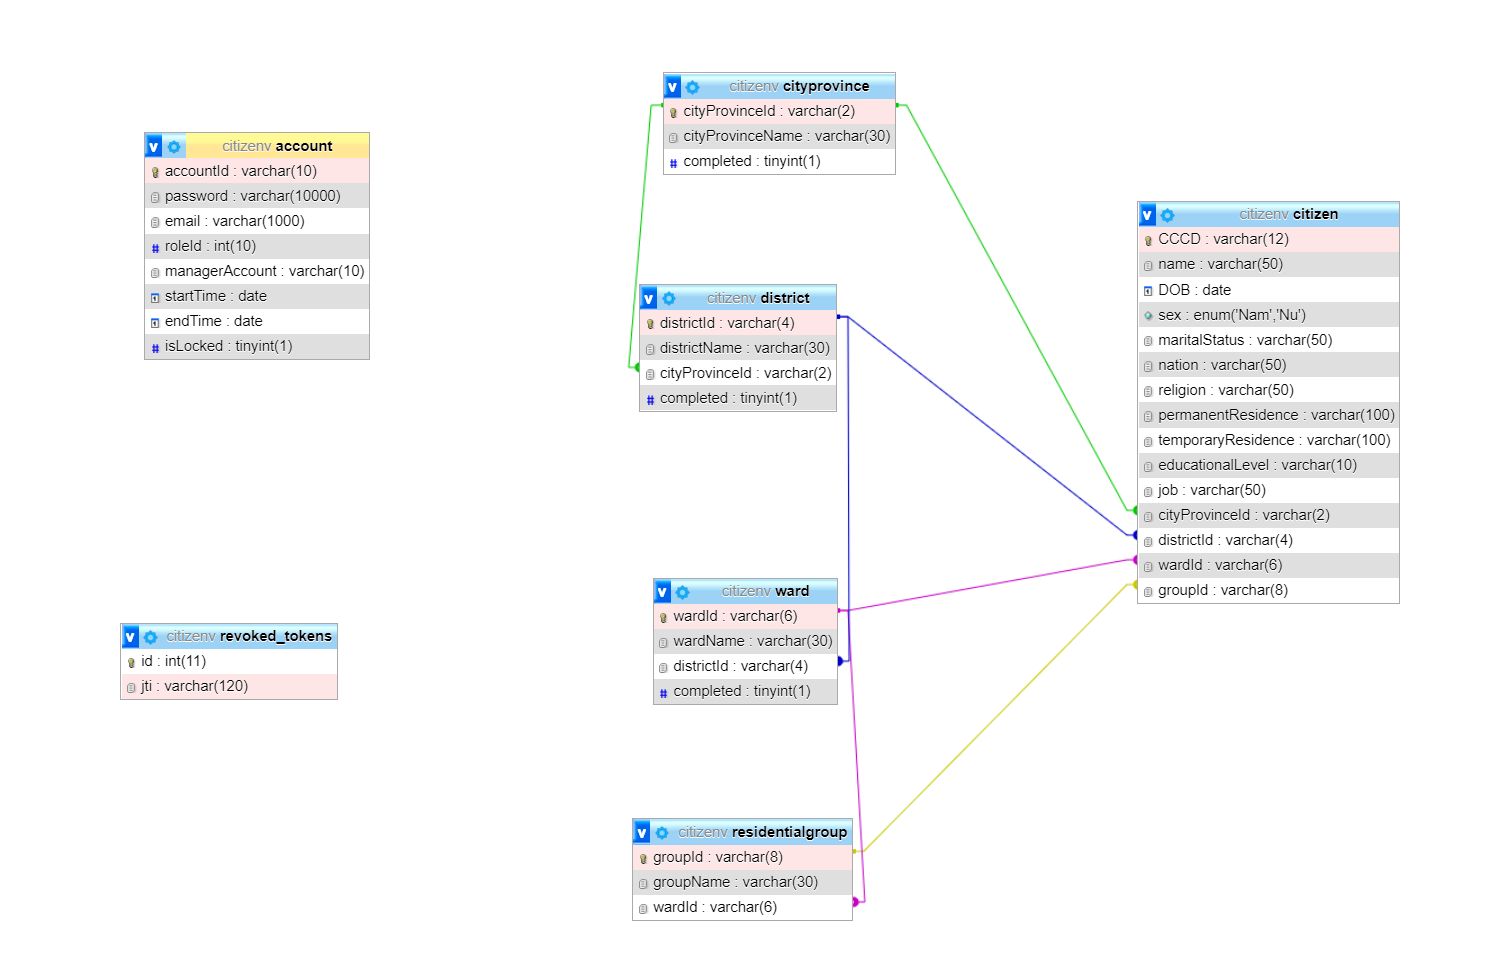 v citizenv cityprovince
cityProvinceId : varchar(2)
cityProvinceName : varchar(30)
# completed : tinyint(1)
v citizenv account
accountId : varchar(10)
password : varchar(10000)
email : varchar(1000)
# roleId : int(10)
managerAccount : varchar(10)
startTime : date
endTime : date
# isLocked : tinyint(1)
v citizenv citizen
CCCD : varchar(12)
name : varchar(50)
DOB : date
sex : enum('Nam','Nu')
maritalStatus : varchar(50)
nation : varchar(50)
religion : varchar(50)
permanentResidence : varchar(100)
temporaryResidence : varchar(100)
educationalLevel : varchar(10)
job : varchar(50)
cityProvinceId : varchar(2)
districtId : varchar(4)
wardId : varchar(6)
groupId : varchar(8)
v citizenv district
districtId : varchar(4)
districtName : varchar(30)
cityProvinceId : varchar(2)
# completed : tinyint(1)
v citizenv ward
wardId : varchar(6)
wardName : varchar(30)
districtId : varchar(4)
# completed : tinyint(1)
v citizenv revoked_tokens
id : int(11)
jti : varchar(120)
v citizenv residentialgroup
groupId : varchar(8)
groupName : varchar(30)
wardId : varchar(6)